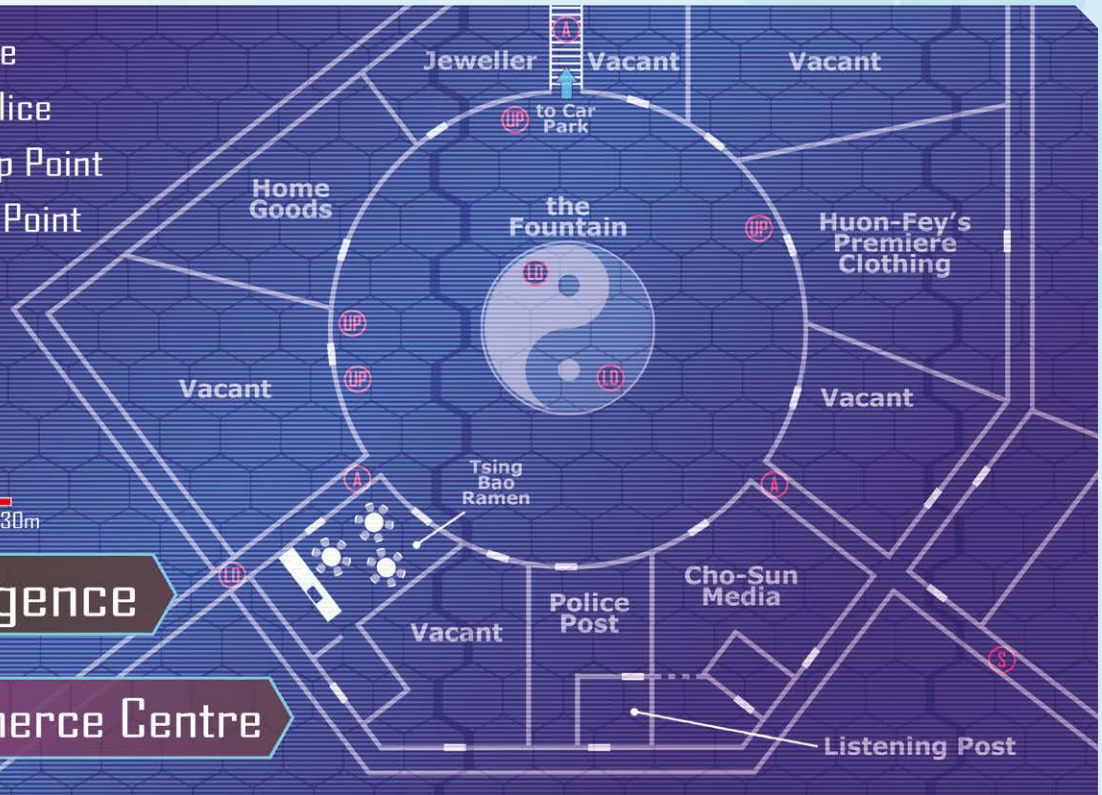 e
lice
p Point
Point
30m
gence
merce Centre
A
Jeweller
Vacant
Vacant
to Car
Park
UP
Home
Goods
the
Fountain
LD
UP
Huon-Fey's
Premiere
Clothing
UP
UP
LD
Vacant
Vacant
A
Tsing
Bao
Ramen
A
LD
Vacant
Police
Post
Cho-Sun
Media
S
Listening Post